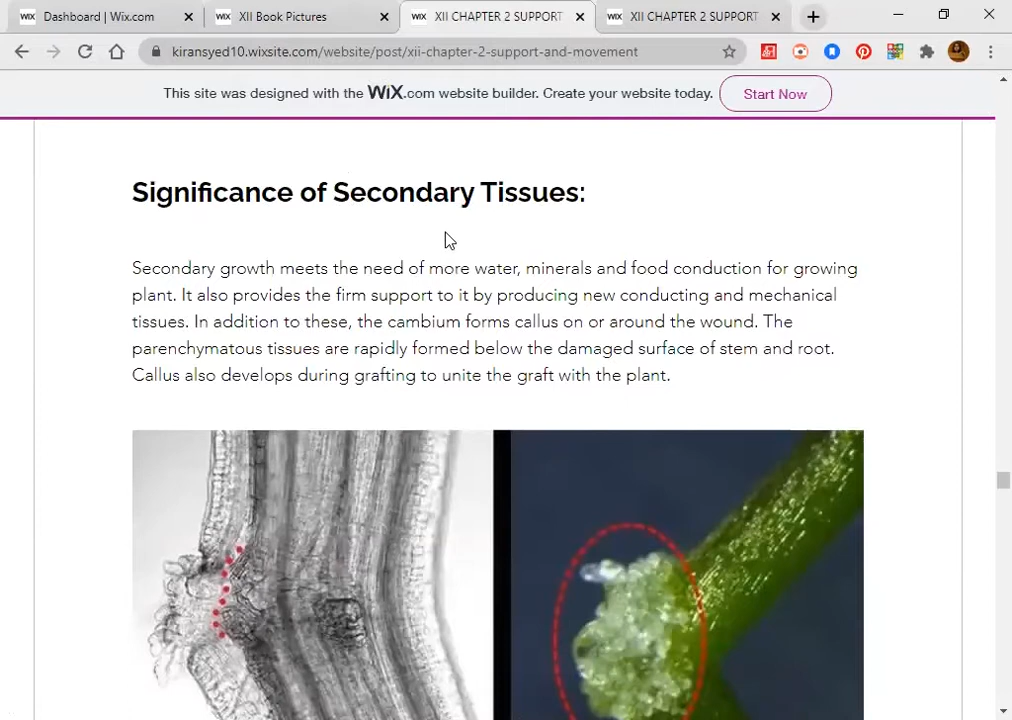 WiX Dashboard | Wix.com
WiX XII Book Pictures
WiX XII CHAPTER 2 SUPPORT
WiX XII CHAPTER 2 SUPPORT
kiransyed10.wixsite.com/website/post/xii-chapter-2-support-and-movement
This site was designed with the WiX.com website builder. Create your website today.
Start Now
Significance of Secondary Tissues:
Secondary growth meets the need of more water, minerals and food conduction for growing
plant. It also provides the firm support to it by producing new conducting and mechanical
tissues. In addition to these, the cambium forms callus on or around the wound. The
parenchymatous tissues are rapidly formed below the damaged surface of stem and root.
Callus also develops during grafting to unite the graft with the plant.